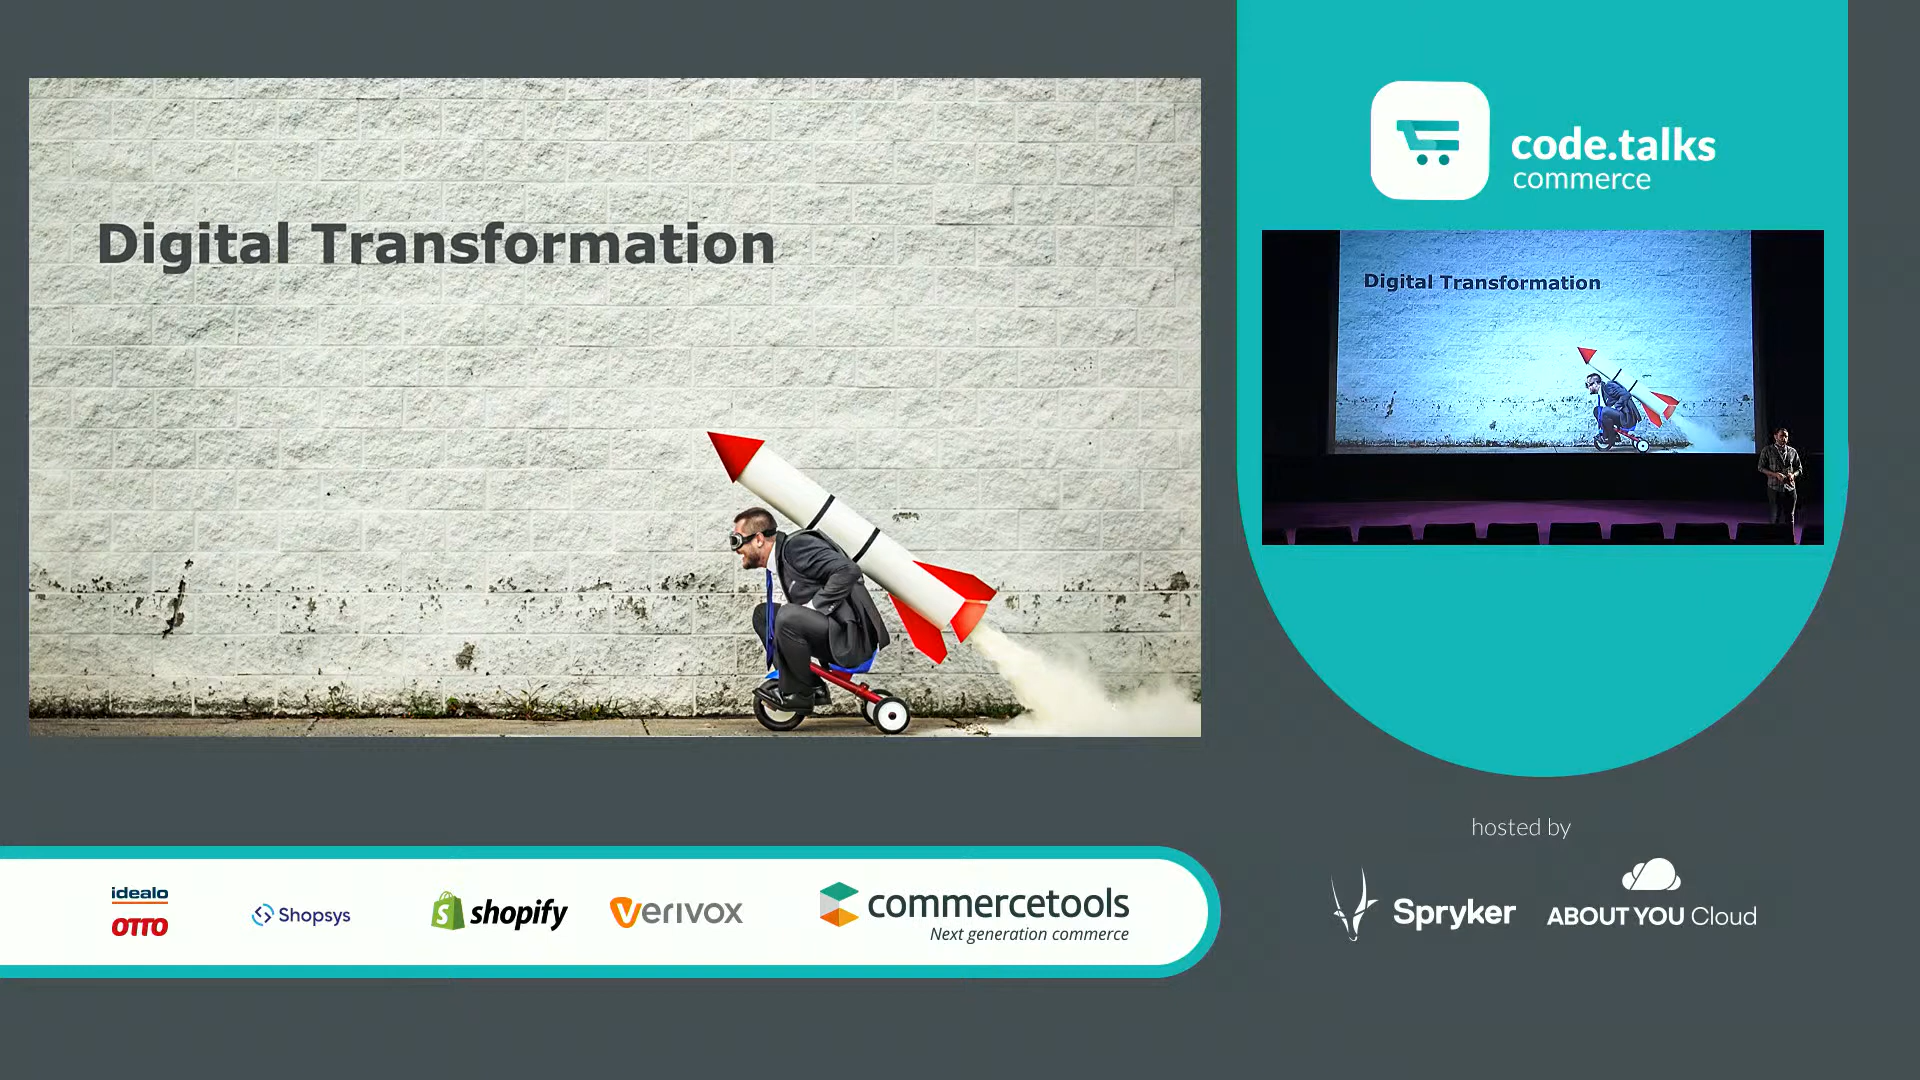 Digital Transformation
code.talks
commerce
Digital Transformation
hosted by
Spryker
ABOUT YOU Cloud
idealo
OTTO
Shopsys
shopify
VERIVOX
commercetools
Next generation commerce